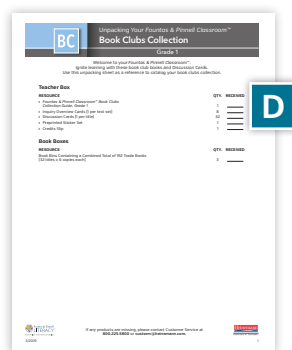 BC
Unpacking Your Fountas & Pinnell Classroom™
Book Clubs Collection
Grade 1
Welcome to your Fountas & Pinnell Classroom™.
Ignite learning with these book club books and Discussion Cards.
Use this unpacking sheet as a reference to catalog your book clubs collection.
D
Teacher Box
RESOURCE QTY. RECEIVED
• Fountas & Pinnell Classroom™ Book Clubs
Collection Guide, Grade 1 1
• Inquiry Overview Cards (1 per text set) 8
• Discussion Cards (1 per title) 32
• Preprinted Sticker Set 1
• Credits Slip 1
Book Boxes
RESOURCE QTY. RECEIVED
Book Bins Containing a Combined Total of 192 Trade Books
(32 titles x 6 copies each) 3
Fountas & Pinnell
LITERACY
If any products are missing, please contact Customer Service at
800.225.5800 or custserv@heinemann.com.
Heinemann
1